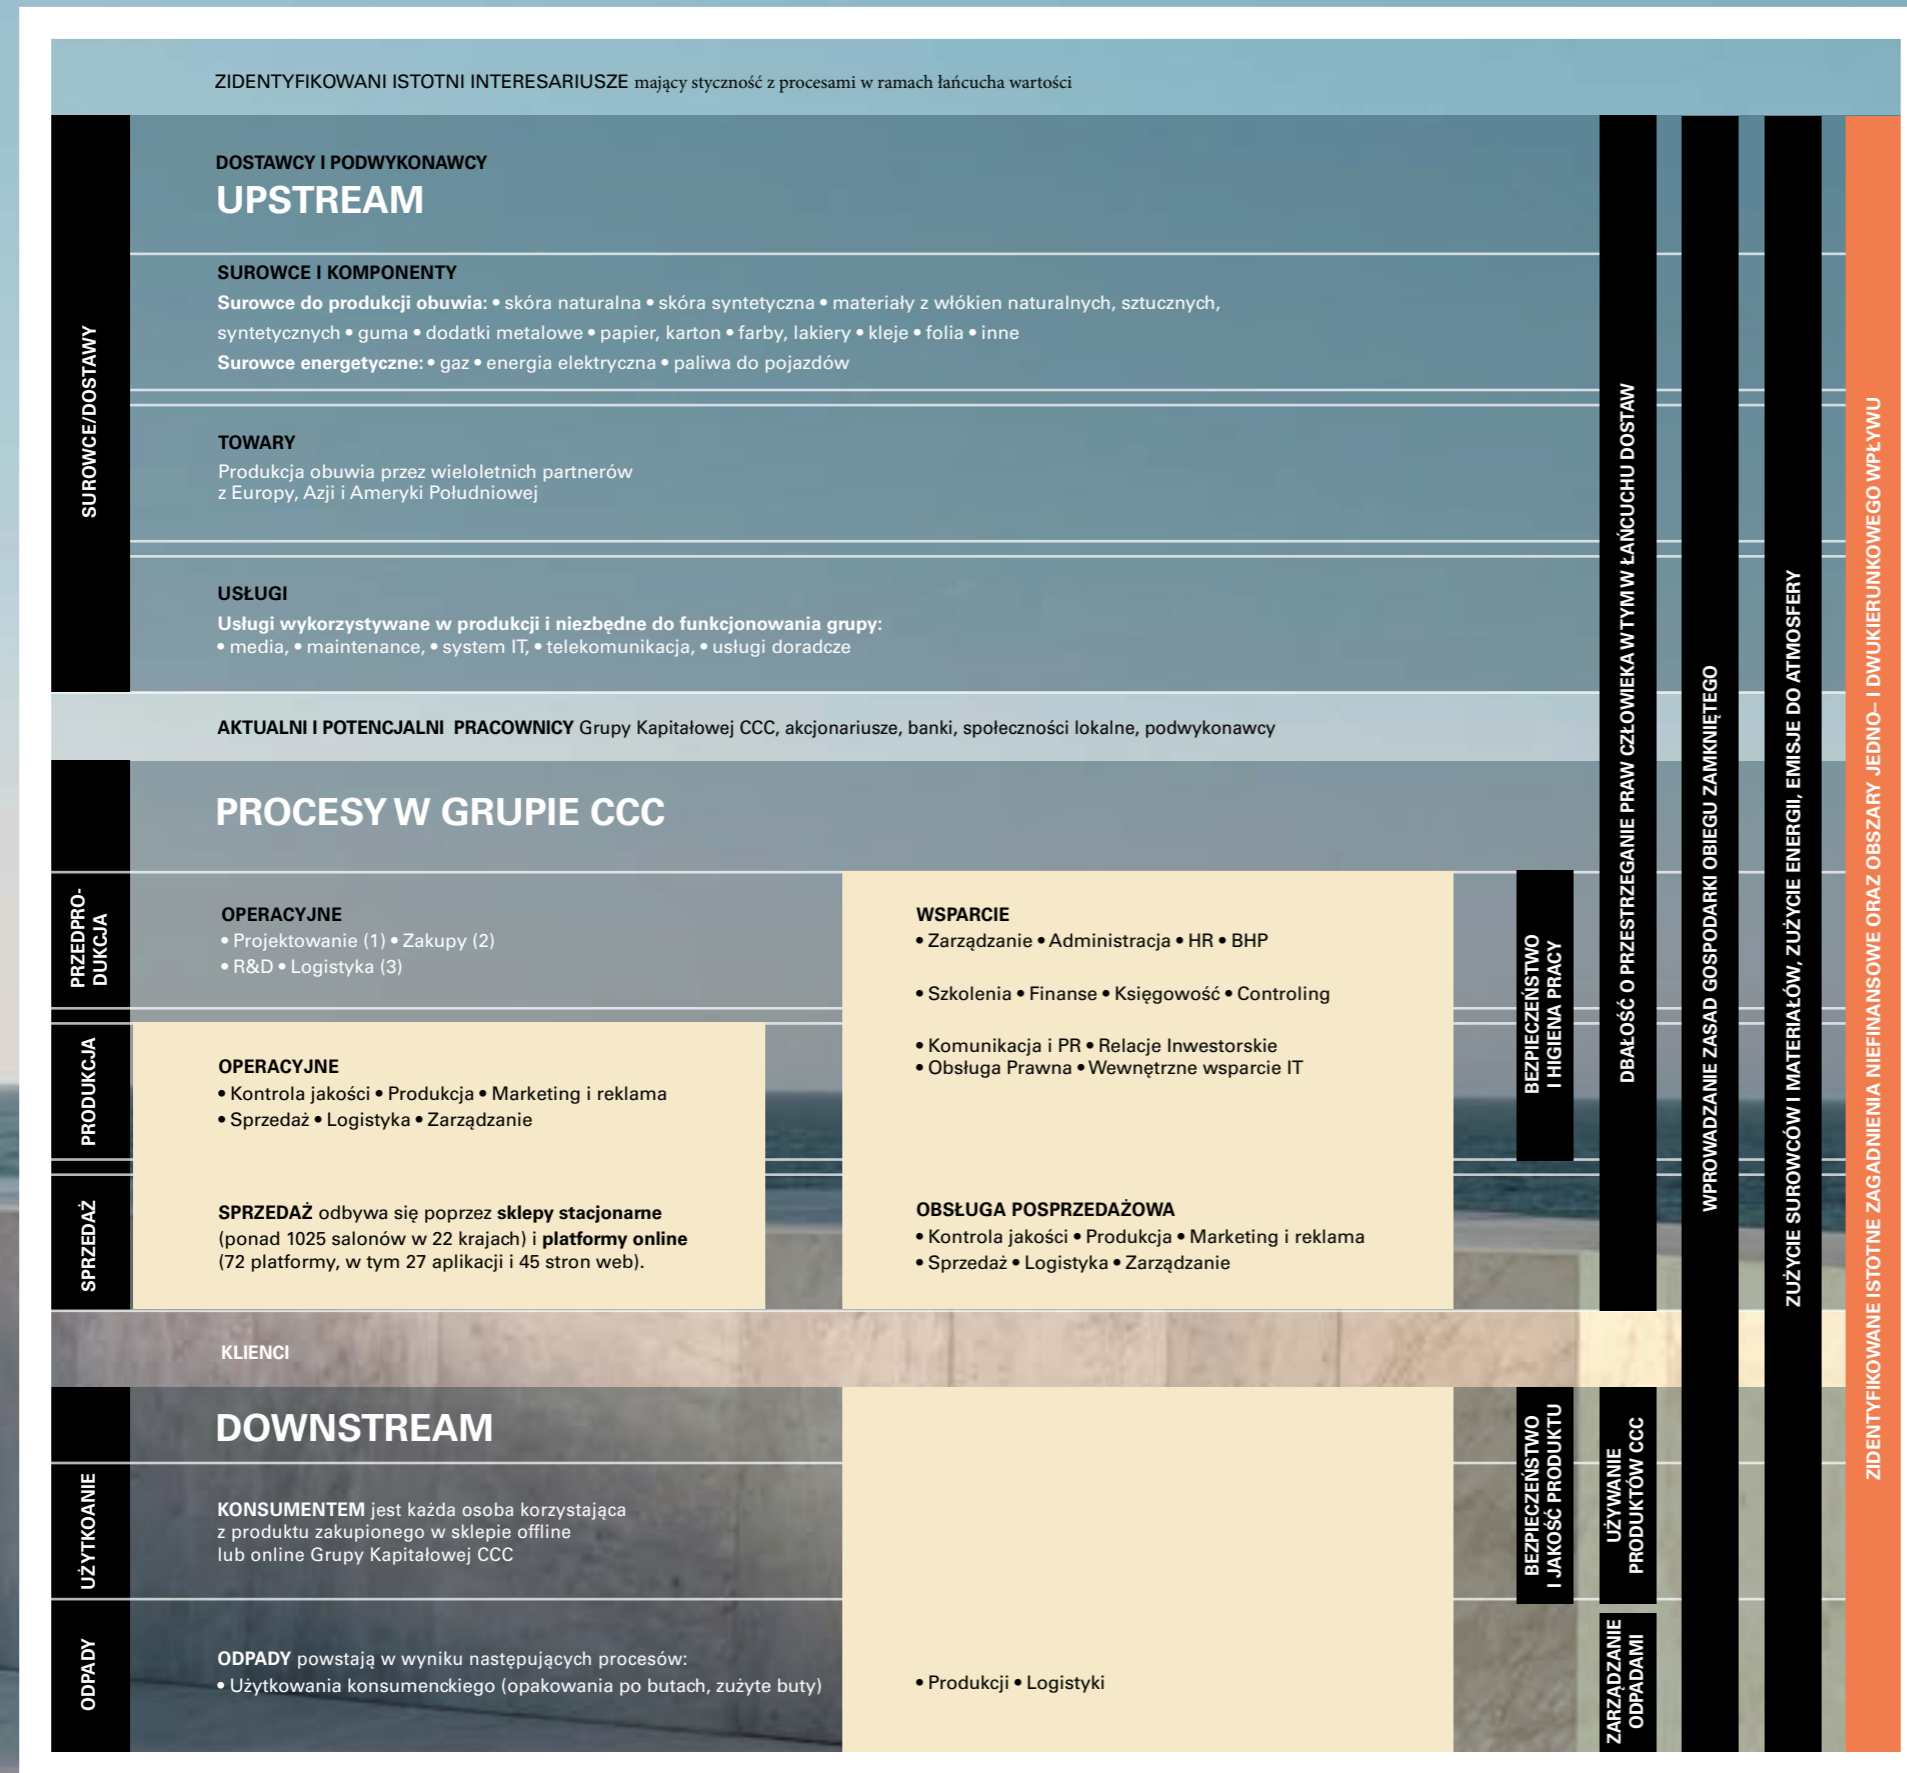 ZIDENTYFIKOWANI ISTOTNI INTERESARIUSZE mający styczność z procesami w ramach łańcucha wartości
SUROWCE/DOSTAWY
DOSTAWCY I PODWYKONAWCY
UPSTREAM
SUROWCE I KOMPONENTY
Surowce do produkcji obuwia: • skóra naturalna • skóra syntetyczna • materiały z włókien naturalnych, sztucznych,
syntetycznych • guma • dodatki metalowe • papier, karton • farby, lakiery • kleje • folia • inne
Surowce energetyczne: • gaz • energia elektryczna • paliwa do pojazdów
TOWARY
Produkcja obuwia przez wieloletnich partnerów
z Europy, Azji i Ameryki Południowej
USŁUGI
Usługi wykorzystywane w produkcji i niezbędne do funkcjonowania grupy:
• media, • maintenance, • system IT, • telekomunikacja, • usługi doradcze
AKTUALNI I POTENCJALNI PRACOWNICY Grupy Kapitałowej CCC, akcjonariusze, banki, społeczności lokalne, podwykonawcy
PROCESY W GRUPIE CCC
PRZEDPRO-
DUKCJA
OPERACYJNE
• Projektowanie (1) • Zakupy (2)
• R&D • Logistyka (3)
WSPARCIE
• Zarządzanie • Administracja • HR • BHP
• Szkolenia • Finanse • Księgowość • Controling
• Komunikacja i PR • Relacje Inwestorskie
• Obsługa Prawna • Wewnętrzne wsparcie IT
PRODUKCJA
OPERACYJNE
• Kontrola jakości • Produkcja • Marketing i reklama
• Sprzedaż • Logistyka • Zarządzanie
SPRZEDAŻ
SPRZEDAŻ odbywa się poprzez sklepy stacjonarne
(ponad 1025 salonów w 22 krajach) i platformy online
(72 platformy, w tym 27 aplikacji i 45 stron web).
OBSŁUGA POSPRZEDAŻOWA
• Kontrola jakości • Produkcja • Marketing i reklama
• Sprzedaż • Logistyka • Zarządzanie
KLIENCI
DOWNSTREAM
UŻYTKOANIE
KONSUMENTEM jest każda osoba korzystająca
z produktu zakupionego w sklepie offline
lub online Grupy Kapitałowej CCC
ODPADY
ODPADY powstają w wyniku następujących procesów:
• Użytkowania konsumenckiego (opakowania po butach, zużyte buty)
• Produkcji • Logistyki
BEZPIECZEŃSTWO
I HIGIENA PRACY
BEZPIECZEŃSTWO
I JAKOŚĆ PRODUKTU
DBAŁOŚĆ O PRZESTRZEGANIE PRAW CZŁOWIEKA W TYM W ŁAŃCUCHU DOSTAW
UŻYWANIE
PRODUKTÓW CCC
ZARZĄDZANIE
ODPADAMI
WPROWADZANIE ZASAD GOSPODARKI OBIEGU ZAMKNIĘTEGO
ZUŻYCIE SUROWCÓW I MATERIAŁÓW, ZUŻYCIE ENERGII, EMISJE DO ATMOSFERY
ZIDENTYFIKOWANE ISTOTNE ZAGADNIENIA NIEFINANSOWE ORAZ OBSZARY JEDNO– I DWUKIERUNKOWEGO WPŁYWU